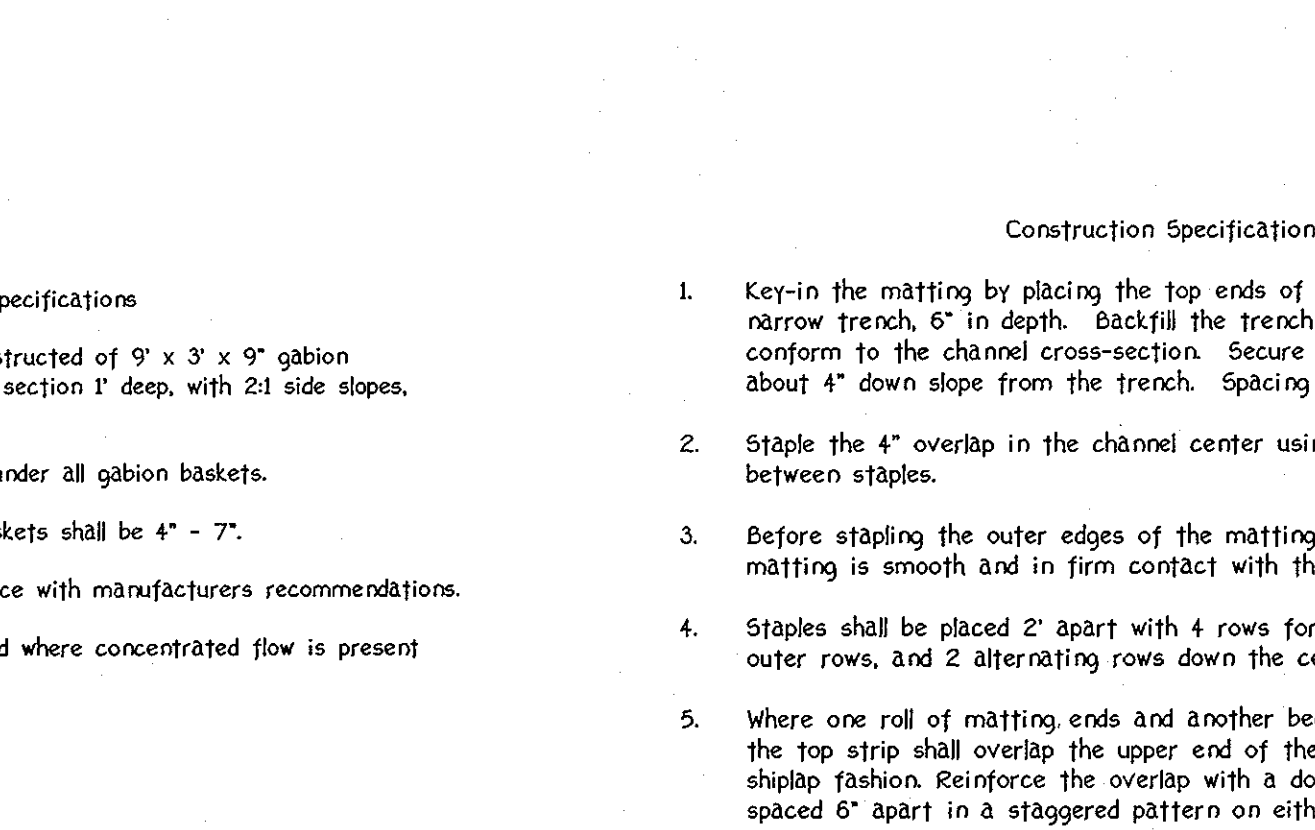 pecifications
structed of 9' x 3' x 9" gabion
section 1' deep, with 2:1 side slopes,
under all gabion baskets.
skets shall be 4" - 7".
ce with manufacturers recommendations.
d where concentrated flow is present
Construction Specification
1. Key-in the matting by placing the top ends of
narrow trench, 6" in depth. Backfill the trench
conform to the channel cross-section. Secure
about 4" down slope from the trench. Spacing
2. Staple the 4" overlap in the channel center usin
between staples.
3. Before stapling the outer edges of the matting
matting is smooth and in firm contact with th
4. Staples shall be placed 2' apart with 4 rows for
outer rows, and 2 alternating rows down the ce
5. Where one roll of matting ends and another be
the top strip shall overlap the upper end of the
shiplap fashion. Reinforce the overlap with a do
spaced 6" apart in a staggered pattern on eith